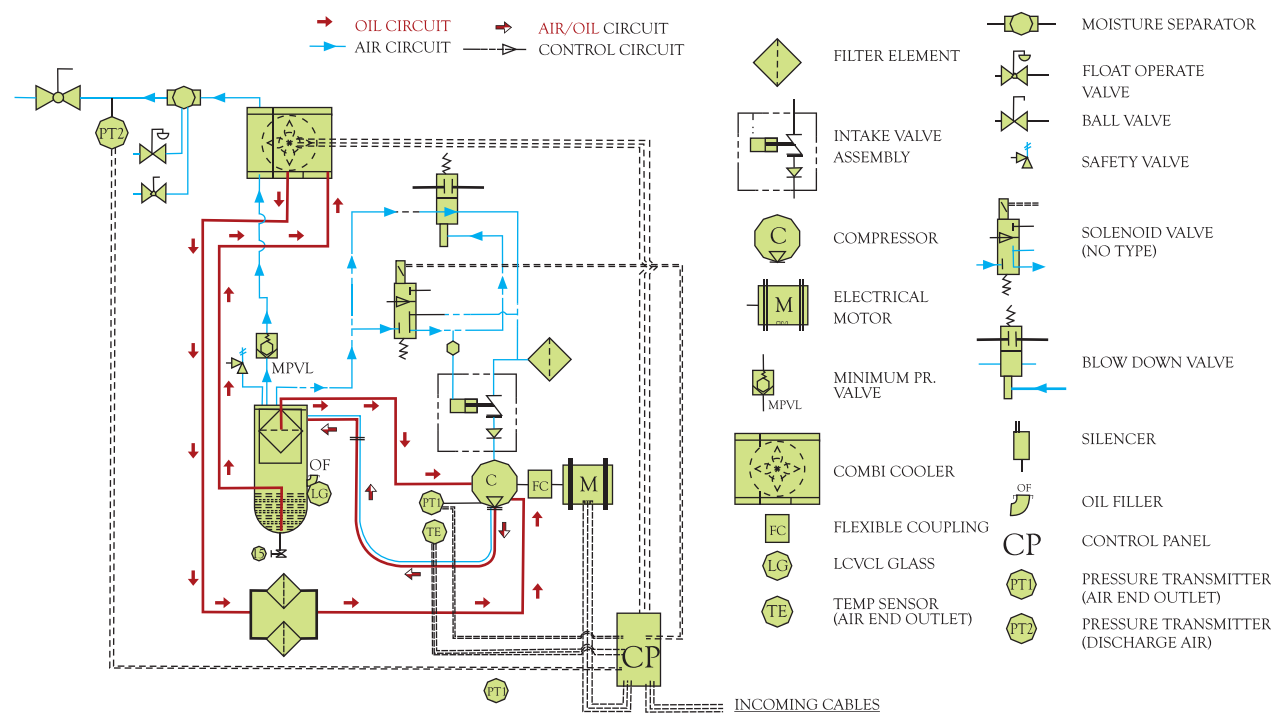 OIL CIRCUIT
AIR/OIL CIRCUIT
AIR CIRCUIT
CONTROL CIRCUIT
PT2
MPVL
OF
LG
15
C
FC
M
PT1
TE
CP
PT1
INCOMING CABLES
FILTER ELEMENT
INTAKE VALVE
ASSEMBLY
C
COMPRESSOR
M
ELECTRICAL
MOTOR
MPVL
MINIMUM PR.
VALVE
COMBI COOLER
FC
FLEXIBLE COUPLING
LG
LCVCL GLASS
TE
TEMP SENSOR
(AIR END OUTLET)
MOISTURE SEPARATOR
FLOAT OPERATE
VALVE
BALL VALVE
SAFETY VALVE
SOLENOID VALVE
(NO TYPE)
BLOW DOWN VALVE
SILENCER
OF
OIL FILLER
CP
CONTROL PANEL
PT1
PRESSURE TRANSMITTER
(AIR END OUTLET)
PT2
PRESSURE TRANSMITTER
(DISCHARGE AIR)